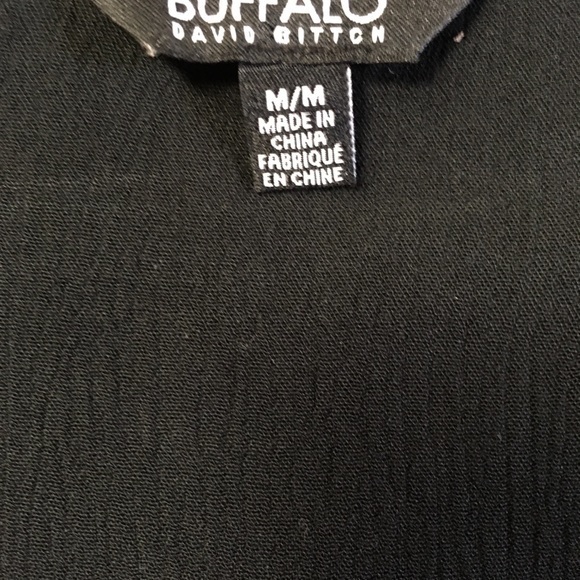 BUFFALO
DAVID BITTON
M/M
MADE IN
CHINA
FABRIQUÉ
EN CHINE